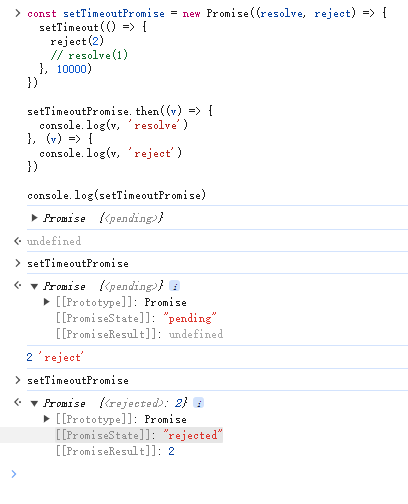 const setTimeoutPromise = new Promise((resolve, reject) => {
  setTimeout(() => {
    reject(2)
    // resolve(1)
  }, 10000)
})

setTimeoutPromise.then((v) => {
  console.log(v, 'resolve')
}, (v) => {
  console.log(v, 'reject')
})

console.log(setTimeoutPromise)
Promise {<pending>}
undefined
setTimeoutPromise
Promise {<pending>} i
[[Prototype]]: Promise
[[PromiseState]]: "pending"
[[PromiseResult]]: undefined
2 'reject'
setTimeoutPromise
Promise {<rejected>: 2} i
[[Prototype]]: Promise
[[PromiseState]]: "rejected"
[[PromiseResult]]: 2